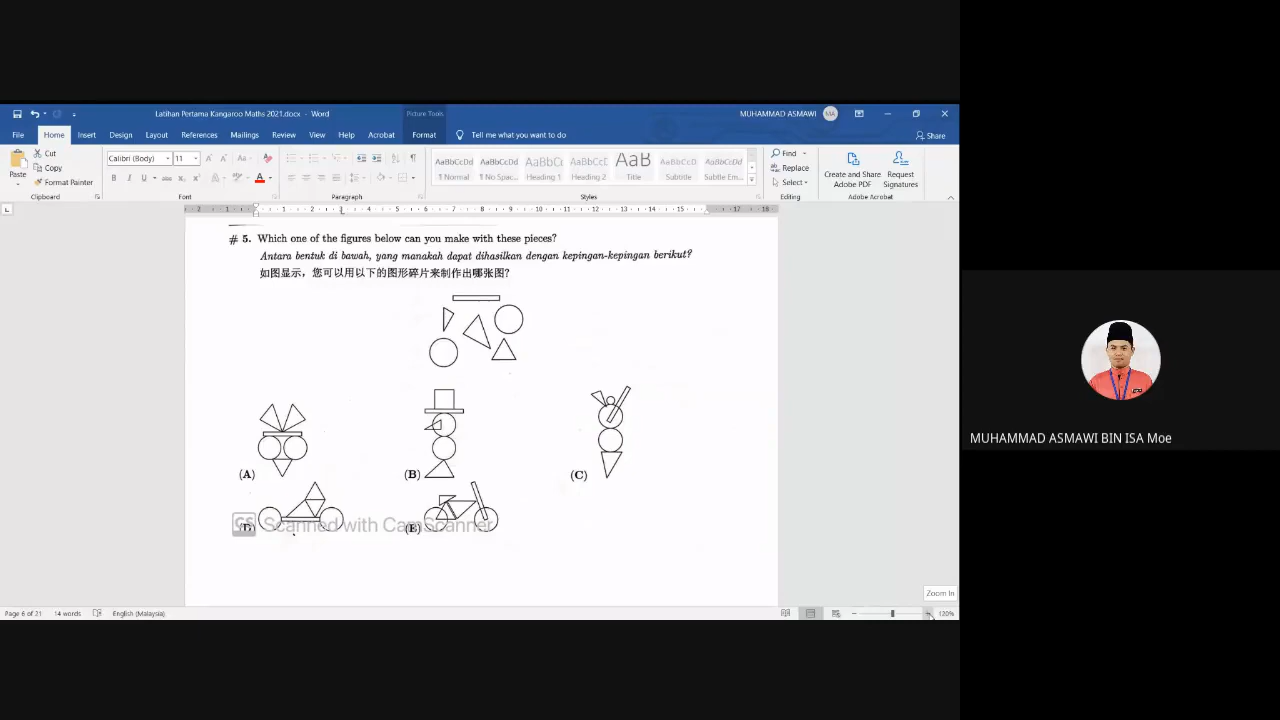 Latihan Pertama Kangaroo Maths 2021.docx - Word
Picture Tools
MUHAMMAD ASMAWI
MA
File Home Insert Design Layout References Mailings Review View Help Acrobat Format Tell me what you want to do
Share
Paste
Cut
Copy
Format Painter
Clipboard
Calibri (Body) 11
Font
Paragraph
AaBbCcDd AaBbCcDd AaBbCc AaBbCcD AaB AaBbCcD AaBbCcDd
¶ Normal ¶ No Spac... Heading 1 Heading 2 Title Subtitle Subtle Em...
Styles
Find
Replace
Select
Editing
Create and Share Adobe PDF
Request Signatures
Adobe Acrobat
# 5. Which one of the figures below can you make with these pieces?
Antara bentuk di bawah, yang manakah dapat dihasilkan dengan kepingan-kepingan berikut?
如图显示，您可以用以下的图形碎片来制作出哪张图?
(A)
(B)
(C)
(D)
(E)
CS Scanned with CamScanner
Zoom In
Page 6 of 21 14 words English (Malaysia)
120%
MUHAMMAD ASMAWI BIN ISA Moe